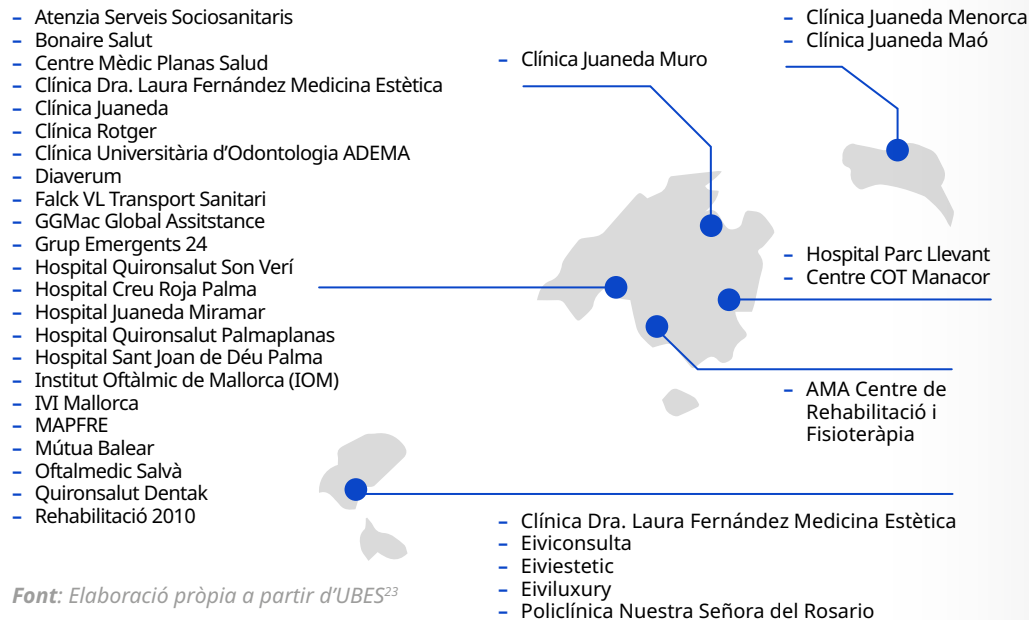 – Atenzia Serveis Sociosanitaris
– Bonaire Salut
– Centre Mèdic Planas Salud
– Clínica Dra. Laura Fernández Medicina Estètica
– Clínica Juaneda
– Clínica Rotger
– Clínica Universitària d’Odontologia ADEMA
– Diaverum
– Falck VL Transport Sanitari
– GGMac Global Assitstance
– Grup Emergents 24
– Hospital Quironsalut Son Verí
– Hospital Creu Roja Palma
– Hospital Juaneda Miramar
– Hospital Quironsalut Palmaplanas
– Hospital Sant Joan de Déu Palma
– Institut Oftàlmic de Mallorca (IOM)
– IVI Mallorca
– MAPFRE
– Mútua Balear
– Oftalmedic Salvà
– Quironsalut Dentak
– Rehabilitació 2010
– Clínica Juaneda Muro
– Clínica Juaneda Menorca
– Clínica Juaneda Maó
– Hospital Parc Llevant
– Centre COT Manacor
– AMA Centre de
Rehabilitació i
Fisioteràpia
– Clínica Dra. Laura Fernández Medicina Estètica
– Eiviconsulta
– Eiviestetic
– Eiviluxury
– Policlínica Nuestra Señora del Rosario
Font: Elaboració pròpia a partir d’UBES23